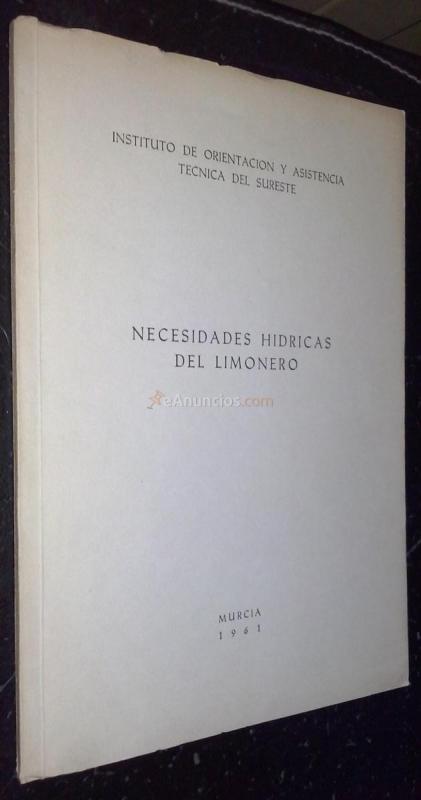 INSTITUTO DE ORIENTACION Y ASISTENCIA
TECNICA DEL SURESTE
NECESIDADES HIDRICAS
DEL LIMONERO
eAnuncios.com
MURCIA
1961